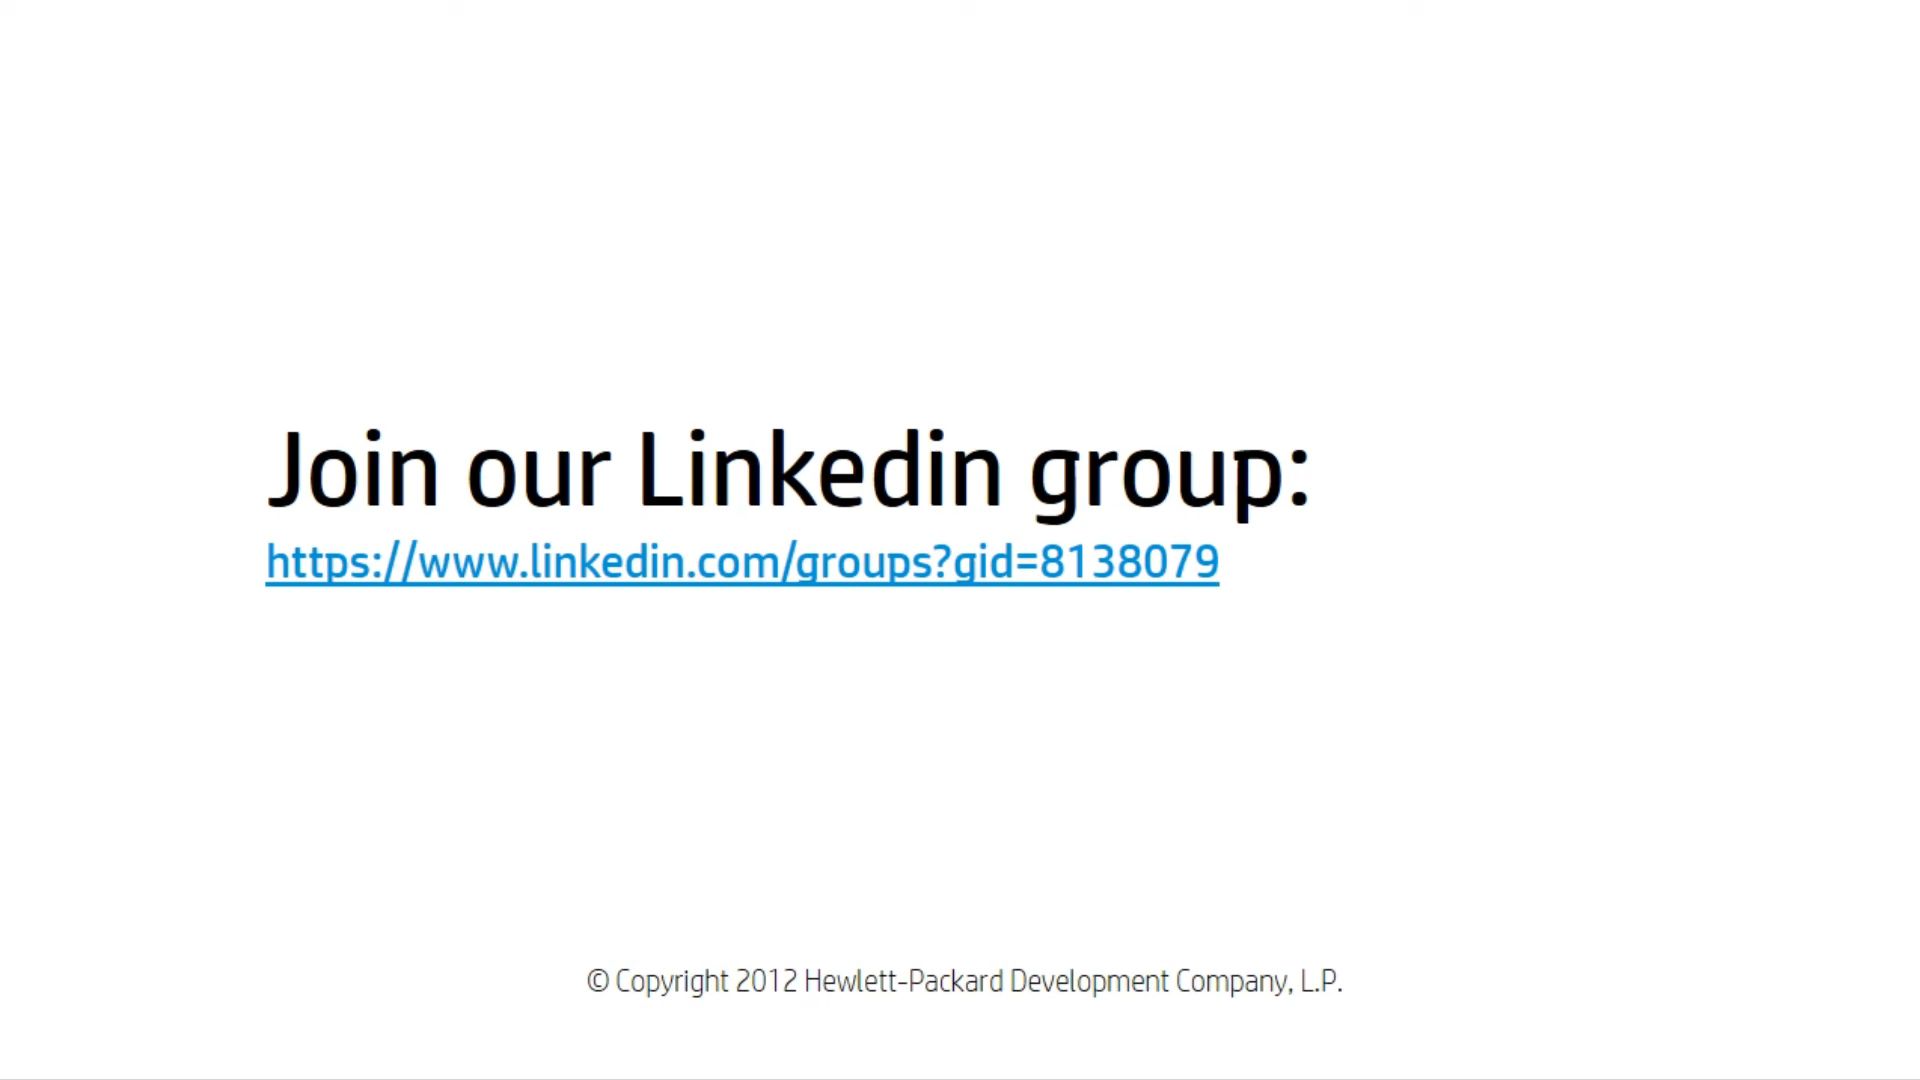 Join our Linkedin group:
https://www.linkedin.com/groups?gid=8138079
© Copyright 2012 Hewlett-Packard Development Company, L.P.